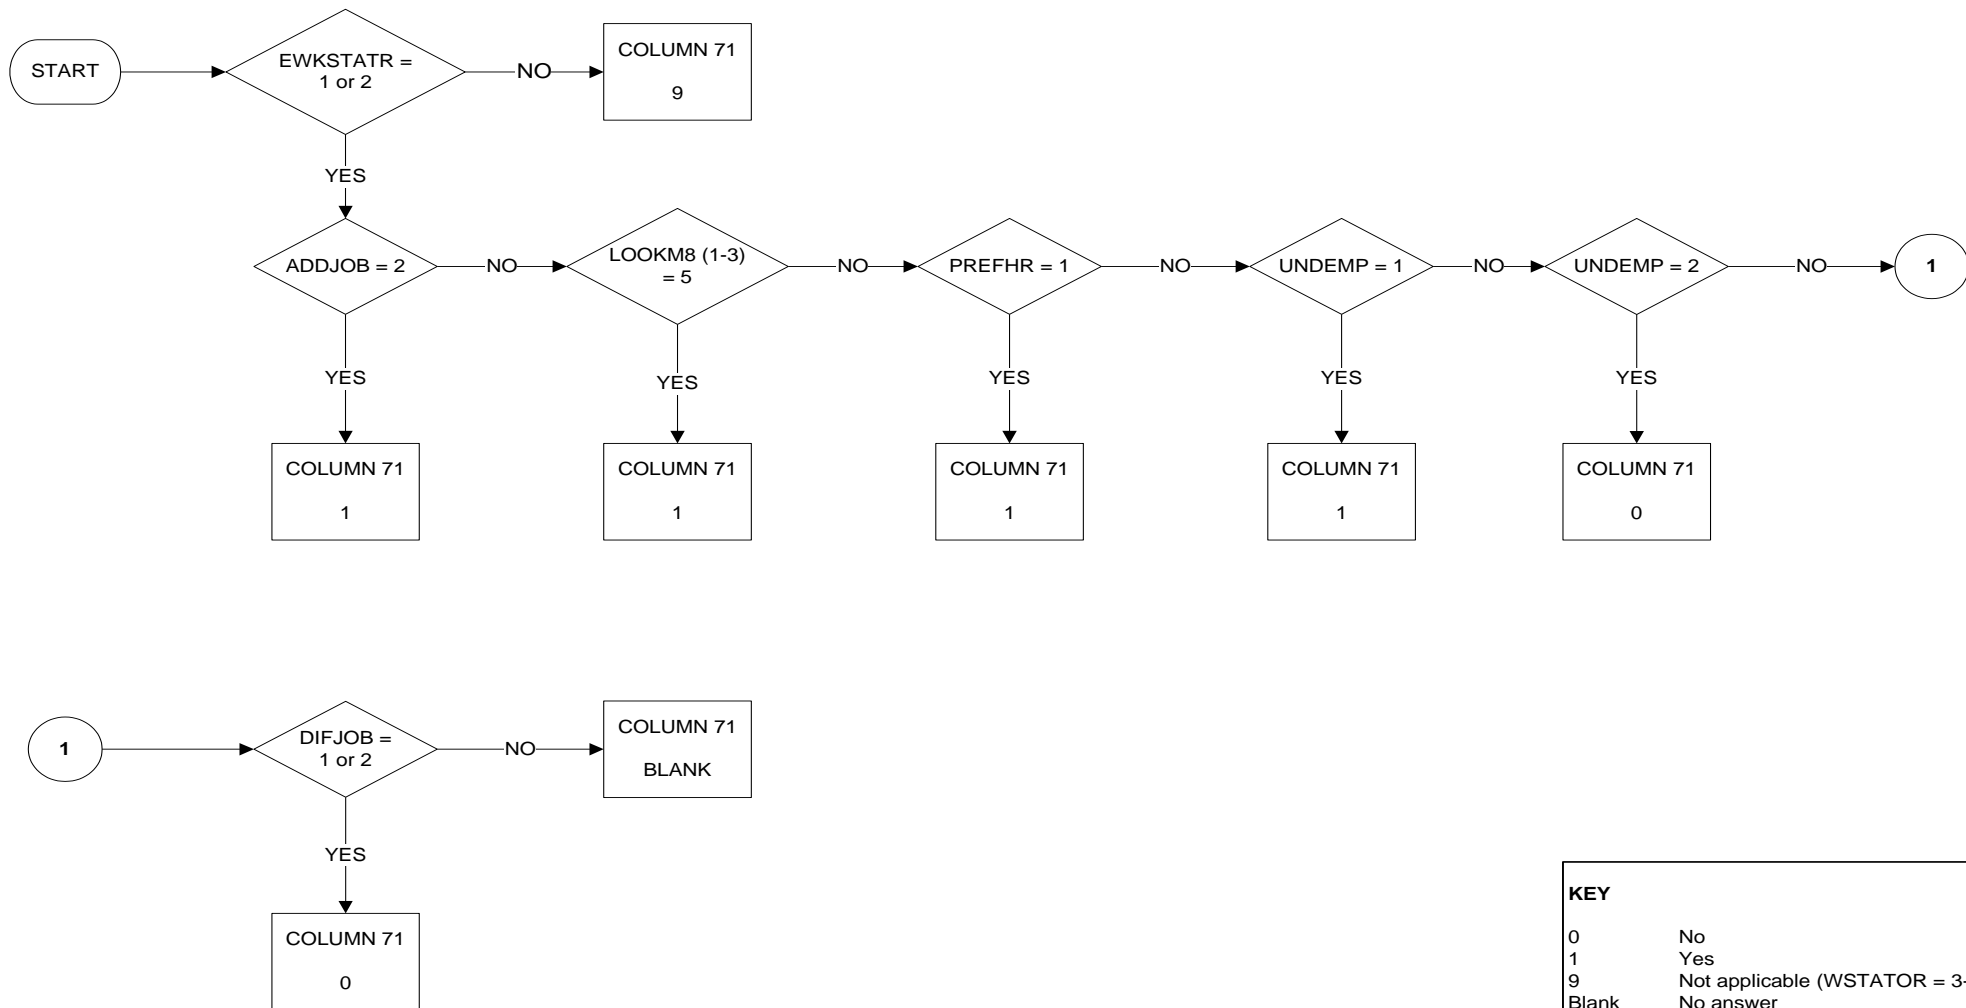 START
EWKSTATR =
1 or 2
NO
COLUMN 71
9
YES
ADDJOB = 2
NO
LOOKM8 (1-3)
= 5
NO
PREFHR = 1
NO
UNDEMP = 1
NO
UNDEMP = 2
NO
1
YES
YES
YES
YES
YES
COLUMN 71
1
COLUMN 71
1
COLUMN 71
1
COLUMN 71
1
COLUMN 71
0
1
DIFJOB =
1 or 2
NO
COLUMN 71
BLANK
YES
COLUMN 71
0
KEY
0 No
1 Yes
9 Not applicable (WSTATOR = 3-
Blank No answer